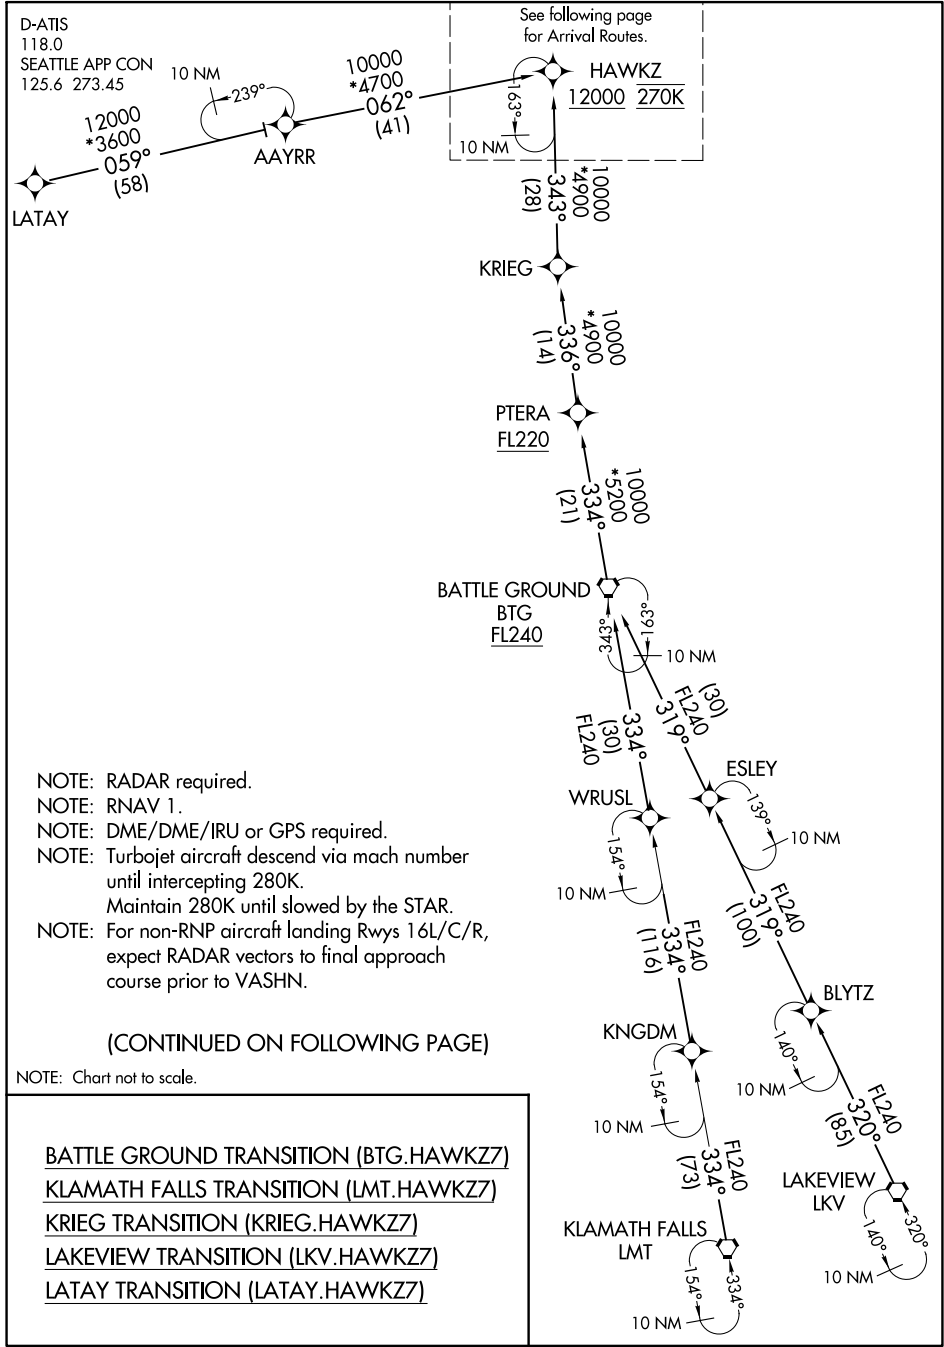 D-ATIS
118.0
SEATTLE APP CON
125.6 273.45
See following page
for Arrival Routes.
HAWKZ
12000 270K
163°
10 NM
10 NM
239°
AAYRR
10000
*4700
062°
(41)
12000
*3600
059°
(58)
LATAY
10000
*4900
343°
(28)
KRIEG
10000
*4900
336°
(14)
PTERA
FL220
10000
*5200
334°
(21)
BATTLE GROUND
BTG
FL240
343°
163°
10 NM
334°
(30)
FL240
(30)
FL240
319°
ESLEY
139°
10 NM
WRUSL
154°
10 NM
FL240
319°
(100)
FL240
334°
(116)
BLYTZ
140°
10 NM
KNGDM
154°
10 NM
FL240
320°
(85)
FL240
334°
(73)
LAKEVIEW
LKV
140°
320°
10 NM
KLAMATH FALLS
LMT
154°
334°
10 NM
NOTE: RADAR required.
NOTE: RNAV 1.
NOTE: DME/DME/IRU or GPS required.
NOTE: Turbojet aircraft descend via mach number
until intercepting 280K.
Maintain 280K until slowed by the STAR.
NOTE: For non-RNP aircraft landing Rwys 16L/C/R,
expect RADAR vectors to final approach
course prior to VASHN.
(CONTINUED ON FOLLOWING PAGE)
NOTE: Chart not to scale.
BATTLE GROUND TRANSITION (BTG.HAWKZ7)
KLAMATH FALLS TRANSITION (LMT.HAWKZ7)
KRIEG TRANSITION (KRIEG.HAWKZ7)
LAKEVIEW TRANSITION (LKV.HAWKZ7)
LATAY TRANSITION (LATAY.HAWKZ7)